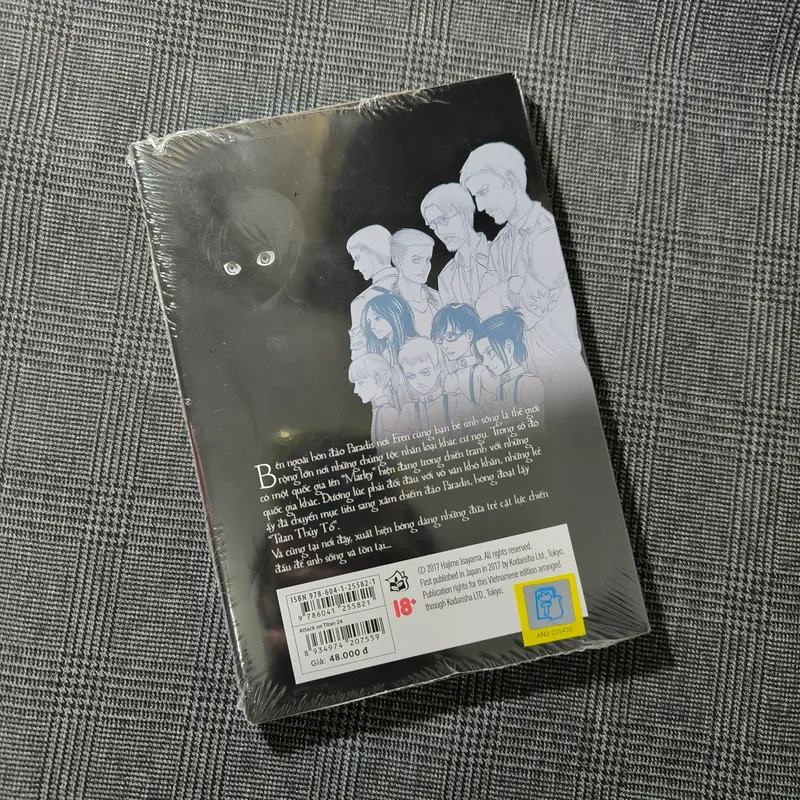 Bên ngoài hòn đảo Paradis nơi Eren cùng bạn bè sinh sống là thế giới
rộng lớn nơi những chủng tộc nhân loại khác cư ngụ. Trong số đó
có một quốc gia tên "Marley" hiện đang trong chiến tranh với những
quốc gia khác. Đương lúc phải đối đầu với vô vàn khó khăn, những kẻ
ấy đã chuyển mục tiêu sang xâm chiếm đảo Paradis, hòng đoạt lấy
"Titan Thủy Tổ".
Và cũng tại nơi đây, xuất hiện bóng dáng những đứa trẻ cật lực chiến
đấu để sinh sống và tồn tại...
ISBN 978-604-1-25582-1
9 786041 255821
Attack on Titan 24
8 934974 207559
Giá: 48.000 đ
18+
© 2017 Hajime Isayama. All rights reserved.
First published in Japan in 2017 by Kodansha Ltd., Tokyo.
Publication rights for this Vietnamese edition arranged
through Kodansha LTD., Tokyo.
T
AN2-225422